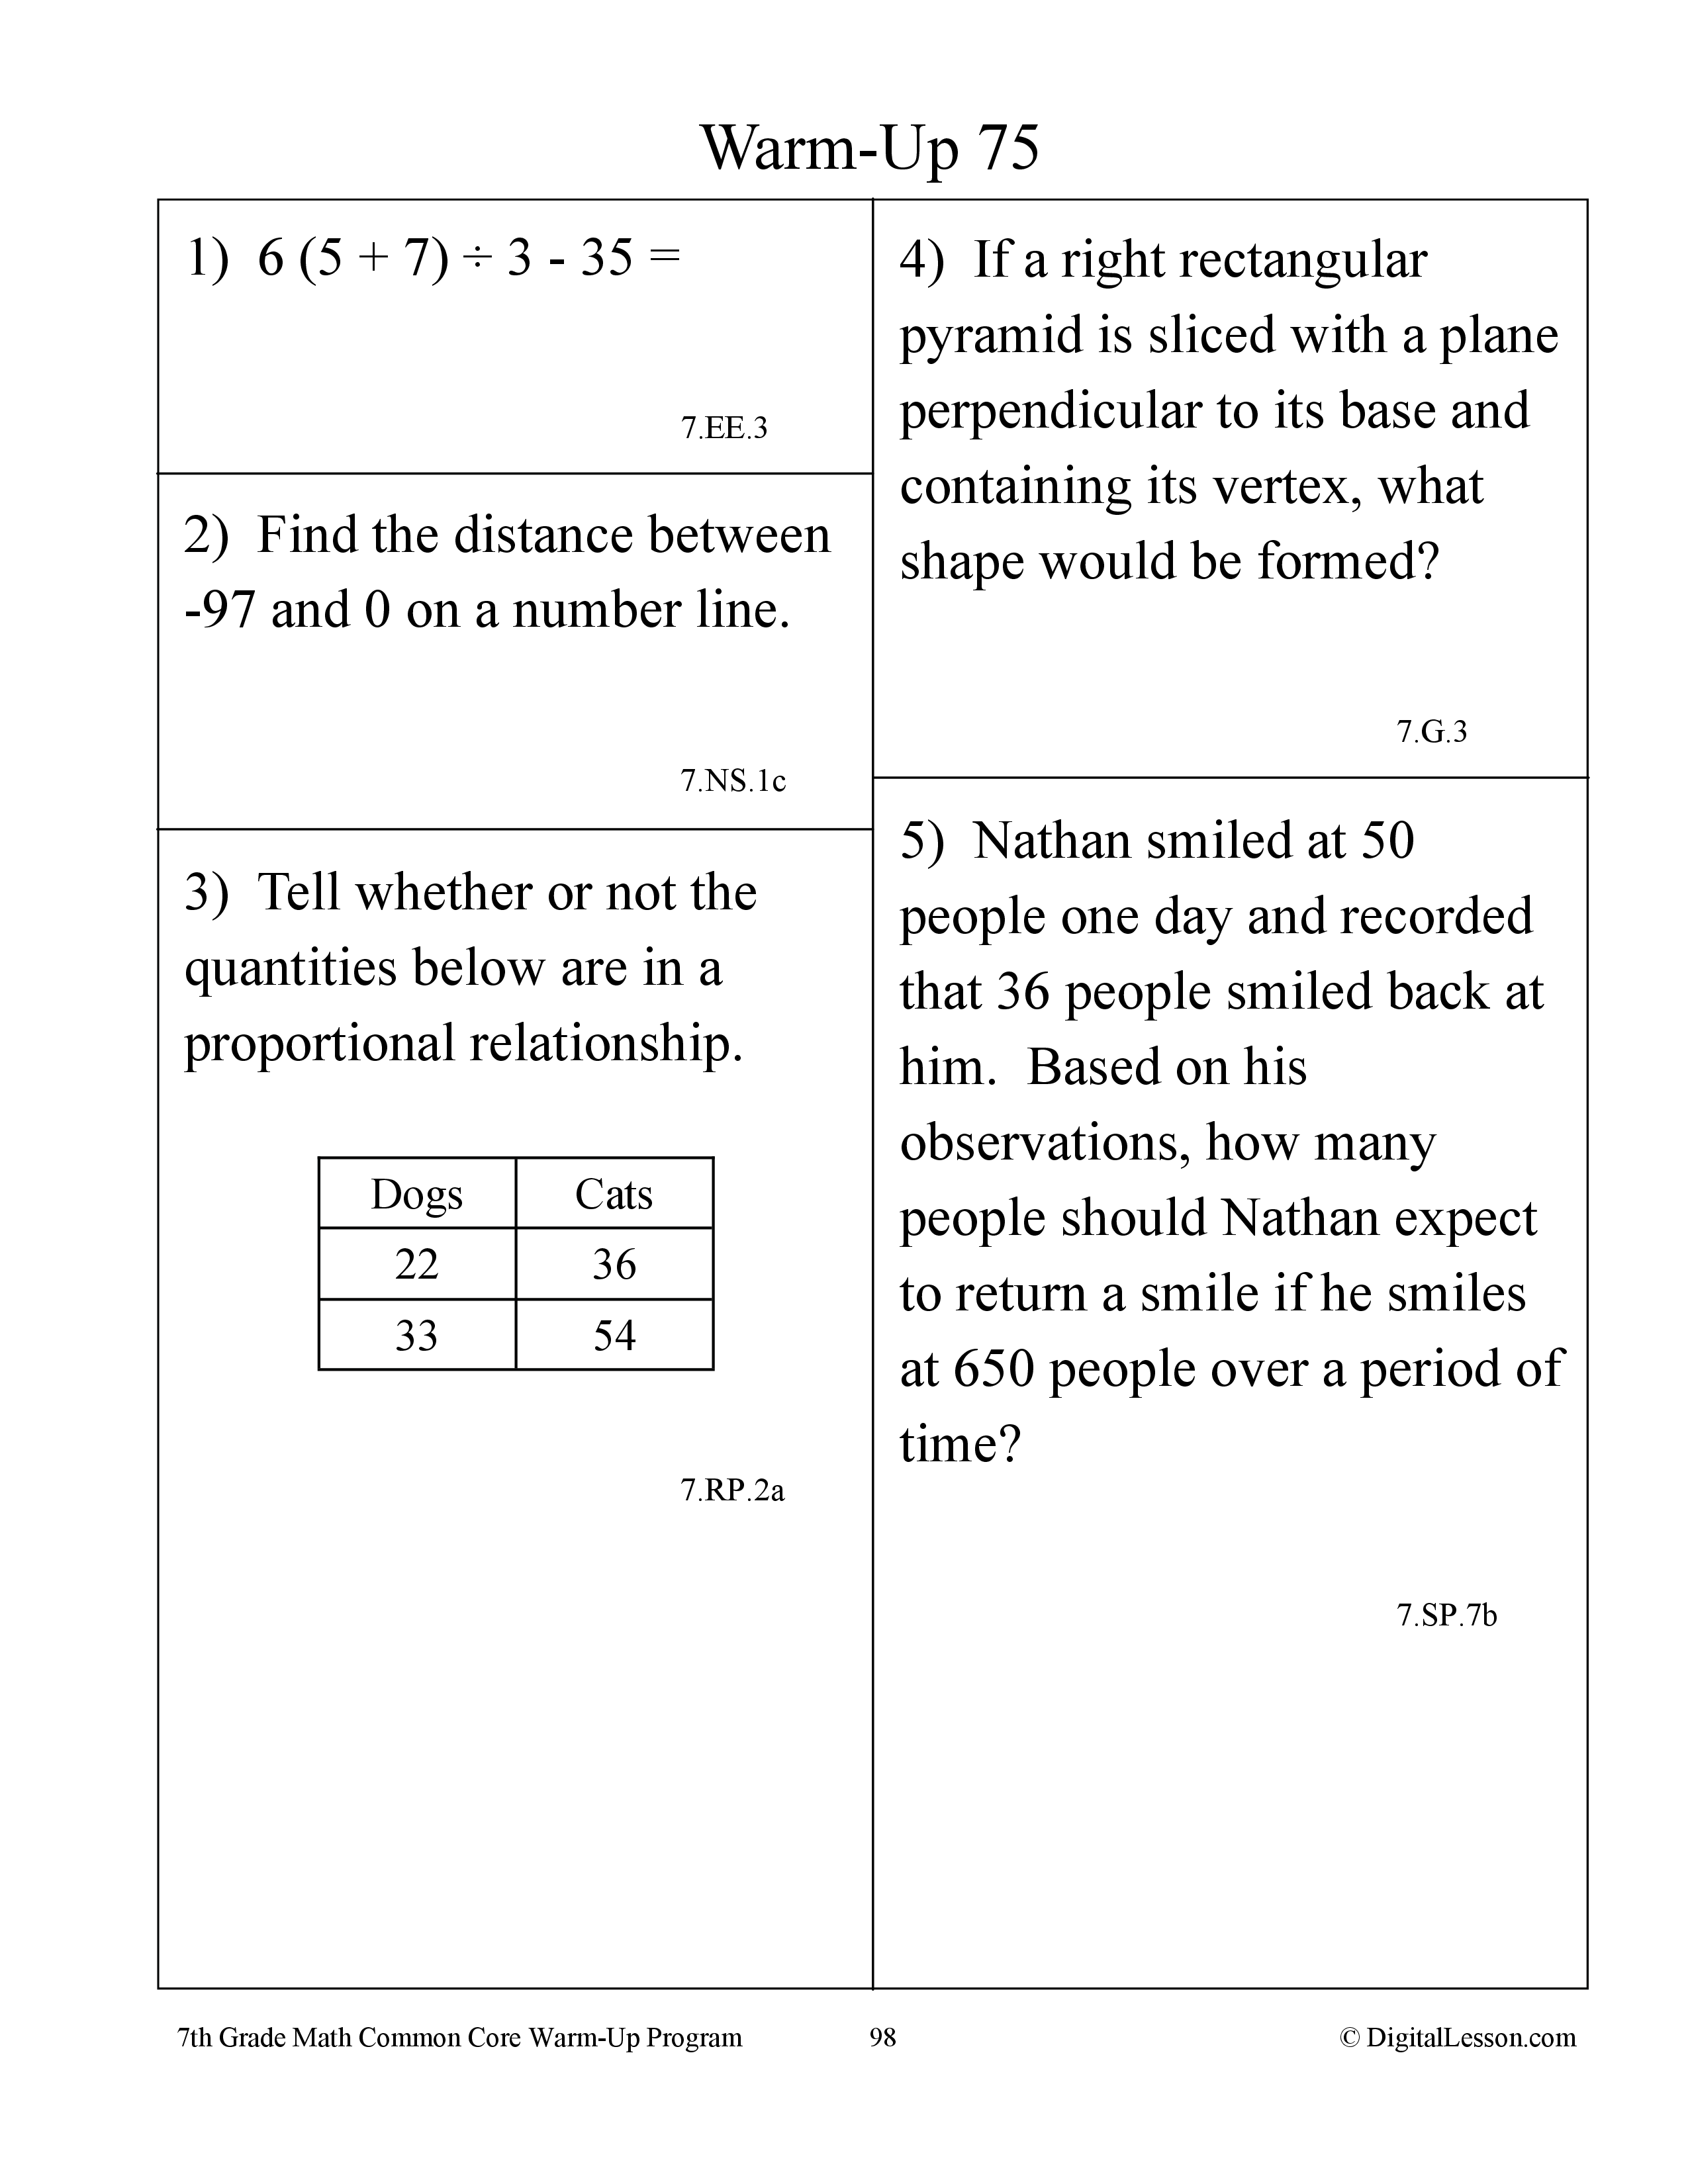 Warm-Up 75
1)  6 (5 + 7) ÷ 3 - 35 =
7.EE.3
2)  Find the distance between
-97 and 0 on a number line.
7.NS.1c
3)  Tell whether or not the
quantities below are in a
proportional relationship.
Dogs Cats
22 36
33 54
7.RP.2a
4)  If a right rectangular
pyramid is sliced with a plane
perpendicular to its base and
containing its vertex, what
shape would be formed?
7.G.3
5)  Nathan smiled at 50
people one day and recorded
that 36 people smiled back at
him.  Based on his
observations, how many
people should Nathan expect
to return a smile if he smiles
at 650 people over a period of
time?
7.SP.7b
7th Grade Math Common Core Warm-Up Program 98 © DigitalLesson.com